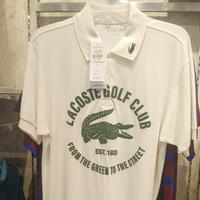 LACOSTE GOLF CLUB
EST. 1933
FROM THE GREEN TO THE STREET